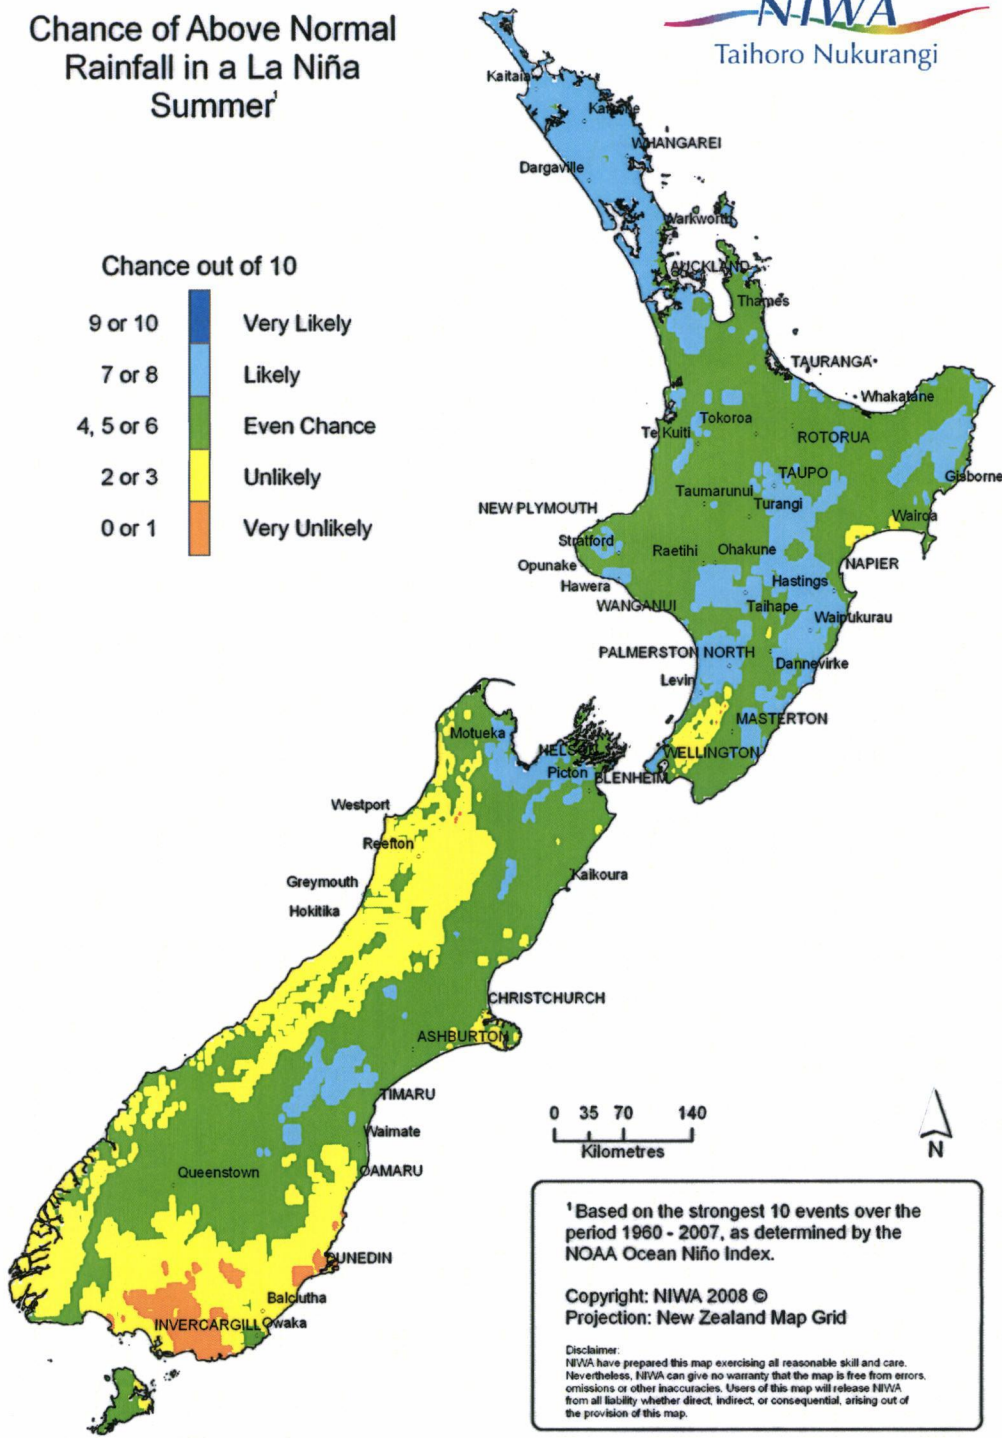 Chance of Above Normal
Rainfall in a La Niña
Summer¹
NIWA
Taihoro Nukurangi
Chance out of 10
9 or 10 Very Likely
7 or 8 Likely
4, 5 or 6 Even Chance
2 or 3 Unlikely
0 or 1 Very Unlikely
Kaitaia
WHANGAREI
Dargaville
Warkworth
AUCKLAND
Thames
TAURANGA
Whakatane
Tokoroa
Te Kuiti
ROTORUA
TAUPO
Gisborne
Taumarunui
Turangi
NEW PLYMOUTH
Wairoa
Stratford
Raetihi
Ohakune
Opunake
NAPIER
Hawera
Hastings
WANGANUI
Taihape
Waipukurau
PALMERSTON NORTH
Dannevirke
Levin
MASTERTON
Motueka
NELSON
WELLINGTON
Picton
BLENHEIM
Westport
Reefton
Greymouth
Kaikoura
Hokitika
CHRISTCHURCH
ASHBURTON
TIMARU
Waimate
Queenstown
OAMARU
DUNEDIN
Balclutha
INVERCARGILL
Owaka
0 35 70 140
Kilometres
N
¹ Based on the strongest 10 events over the
period 1960 - 2007, as determined by the
NOAA Ocean Niño Index.
Copyright: NIWA 2008 ©
Projection: New Zealand Map Grid
Disclaimer:
NIWA have prepared this map exercising all reasonable skill and care.
Nevertheless, NIWA can give no warranty that the map is free from errors,
omissions or other inaccuracies. Users of this map will release NIWA
from all liability whether direct, indirect, or consequential, arising out of
the provision of this map.